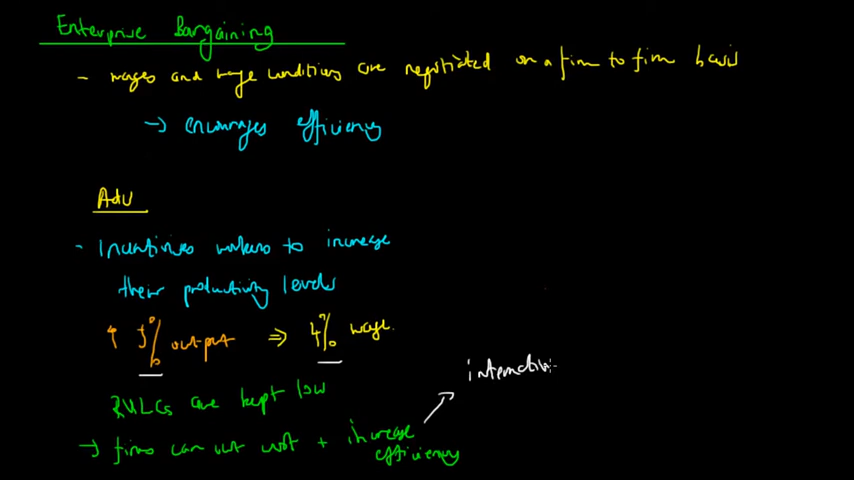 Enterprise Bargaining
- wages and wage conditions are negotiated on a firm to firm basis
→ encourages efficiency
Adv
- Incentivises workers to increase
their productivity levels
↑ 5% output ⇒ 4% wage.
RULCs are kept low
→ firms can cut cost + increase
efficiency
internationa